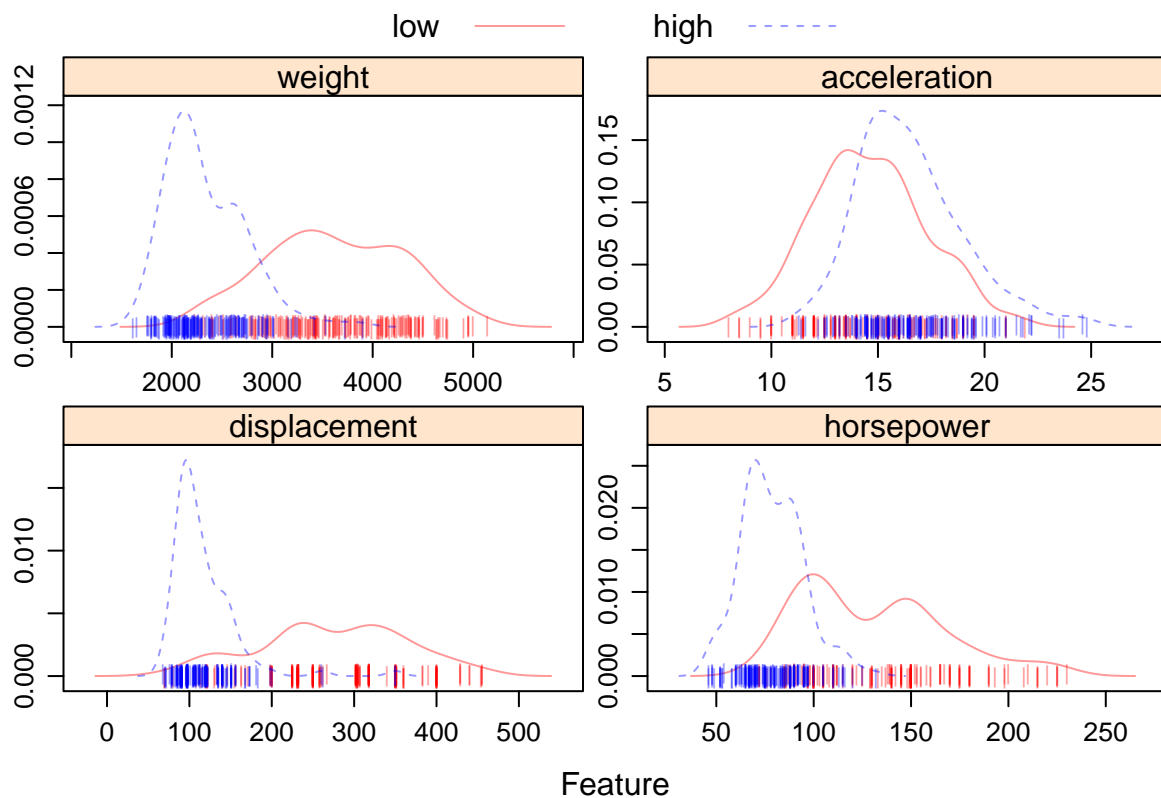 low high
weight
0.0000 0.0006 0.0012
2000 3000 4000 5000
acceleration
0.00 0.05 0.10 0.15
5 10 15 20 25
displacement
0.000 0.010
0 100 200 300 400 500
horsepower
0.000 0.010 0.020
50 100 150 200 250
Feature